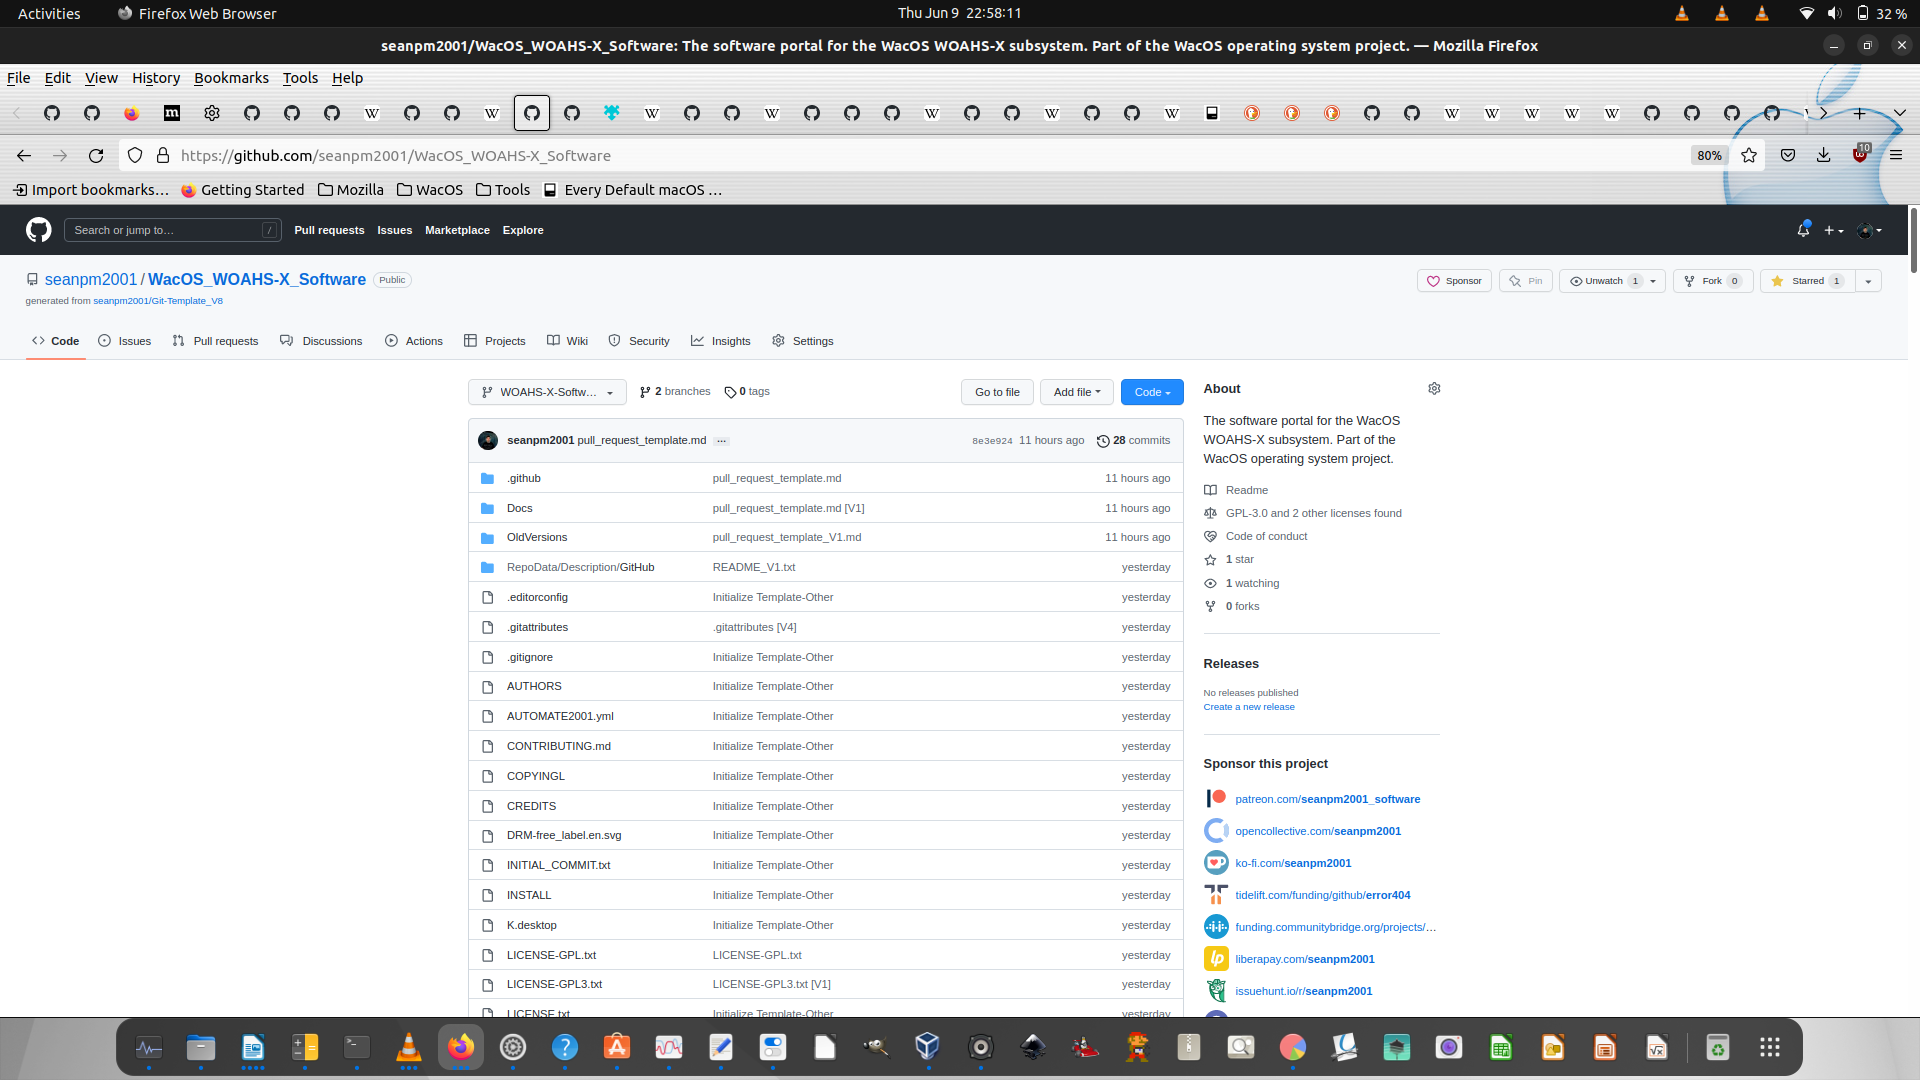 Activities
Firefox Web Browser
Thu Jun 9 22:58:11
32 %
seanpm2001/WacOS_WOAHS-X_Software: The software portal for the WacOS WOAHS-X subsystem. Part of the WacOS operating system project. — Mozilla Firefox
File Edit View History Bookmarks Tools Help
https://github.com/seanpm2001/WacOS_WOAHS-X_Software
80%
10
Import bookmarks…
Getting Started
Mozilla
WacOS
Tools
Every Default macOS …
Search or jump to…
/
Pull requests
Issues
Marketplace
Explore
seanpm2001 / WacOS_WOAHS-X_Software
Public
Sponsor
Pin
Unwatch 1
Fork 0
Starred 1
generated from seanpm2001/Git-Template_V8
Code
Issues
Pull requests
Discussions
Actions
Projects
Wiki
Security
Insights
Settings
WOAHS-X-Softw…
2 branches
0 tags
Go to file
Add file
Code
seanpm2001 pull_request_template.md ...
8e3e924 11 hours ago
28 commits
.github pull_request_template.md 11 hours ago
Docs pull_request_template.md [V1] 11 hours ago
OldVersions pull_request_template_V1.md 11 hours ago
RepoData/Description/GitHub README_V1.txt yesterday
.editorconfig Initialize Template-Other yesterday
.gitattributes .gitattributes [V4] yesterday
.gitignore Initialize Template-Other yesterday
AUTHORS Initialize Template-Other yesterday
AUTOMATE2001.yml Initialize Template-Other yesterday
CONTRIBUTING.md Initialize Template-Other yesterday
COPYINGL Initialize Template-Other yesterday
CREDITS Initialize Template-Other yesterday
DRM-free_label.en.svg Initialize Template-Other yesterday
INITIAL_COMMIT.txt Initialize Template-Other yesterday
INSTALL Initialize Template-Other yesterday
K.desktop Initialize Template-Other yesterday
LICENSE-GPL.txt LICENSE-GPL.txt yesterday
LICENSE-GPL3.txt LICENSE-GPL3.txt [V1] yesterday
LICENSE.txt Initialize Template-Other yesterday
About
The software portal for the WacOS
WOAHS-X subsystem. Part of the
WacOS operating system project.
Readme
GPL-3.0 and 2 other licenses found
Code of conduct
1 star
1 watching
0 forks
Releases
No releases published
Create a new release
Sponsor this project
patreon.com/seanpm2001_software
opencollective.com/seanpm2001
ko-fi.com/seanpm2001
tidelift.com/funding/github/error404
funding.communitybridge.org/projects/…
liberapay.com/seanpm2001
issuehunt.io/r/seanpm2001